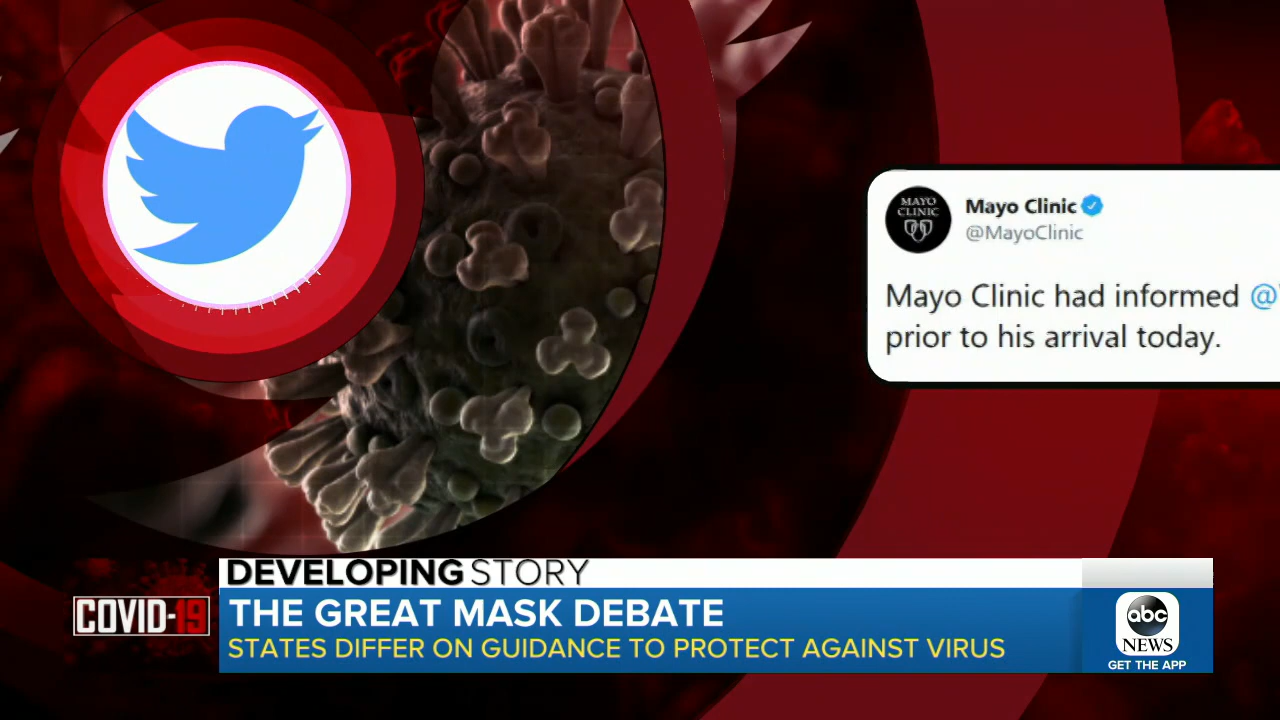 MAYO
CLINIC
Mayo Clinic
@MayoClinic
Mayo Clinic had informed @
prior to his arrival today.
DEVELOPING STORY
COVID-19
THE GREAT MASK DEBATE
STATES DIFFER ON GUIDANCE TO PROTECT AGAINST VIRUS
abc
NEWS
GET THE APP